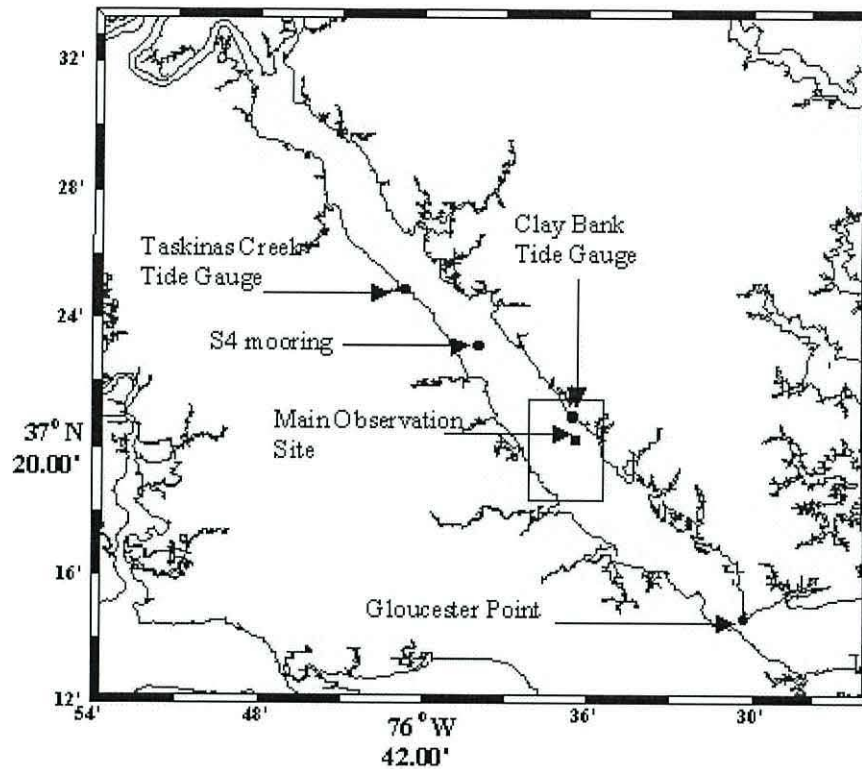 32'
28'
Clay Bank
Tide Gauge
Taskinas Creek
Tide Gauge
24'
S4 mooring
Main Observation
Site
37° N
20.00'
16'
Gloucester Point
12'
54'
48'
76° W
42.00'
36'
30'